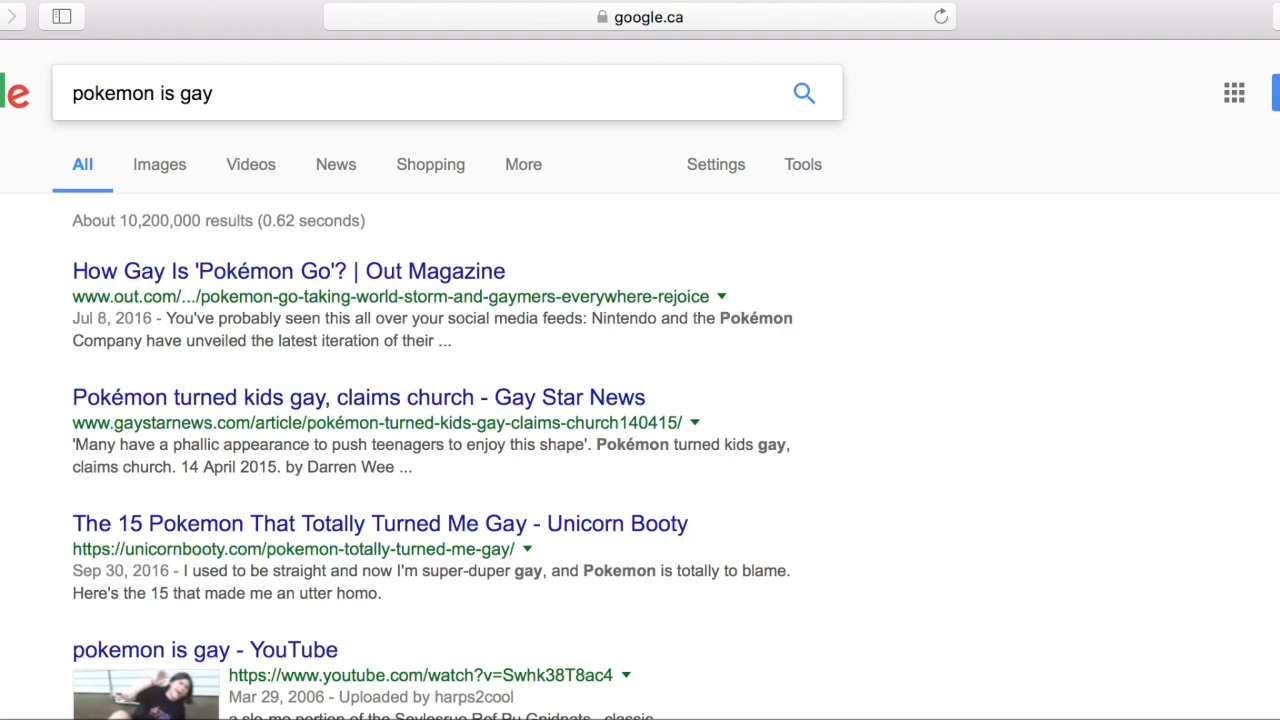 google.ca
le
pokemon is gay
All Images Videos News Shopping More Settings Tools
About 10,200,000 results (0.62 seconds)
How Gay Is 'Pokémon Go'? | Out Magazine
www.out.com/.../pokemon-go-taking-world-storm-and-gaymers-everywhere-rejoice
Jul 8, 2016 - You've probably seen this all over your social media feeds: Nintendo and the Pokémon
Company have unveiled the latest iteration of their ...
Pokémon turned kids gay, claims church - Gay Star News
www.gaystarnews.com/article/pokémon-turned-kids-gay-claims-church140415/
'Many have a phallic appearance to push teenagers to enjoy this shape'. Pokémon turned kids gay,
claims church. 14 April 2015. by Darren Wee ...
The 15 Pokemon That Totally Turned Me Gay - Unicorn Booty
https://unicornbooty.com/pokemon-totally-turned-me-gay/
Sep 30, 2016 - I used to be straight and now I'm super-duper gay, and Pokemon is totally to blame.
Here's the 15 that made me an utter homo.
pokemon is gay - YouTube
https://www.youtube.com/watch?v=Swhk38T8ac4
Mar 29, 2006 - Uploaded by harps2cool
a slo-mo portion of the